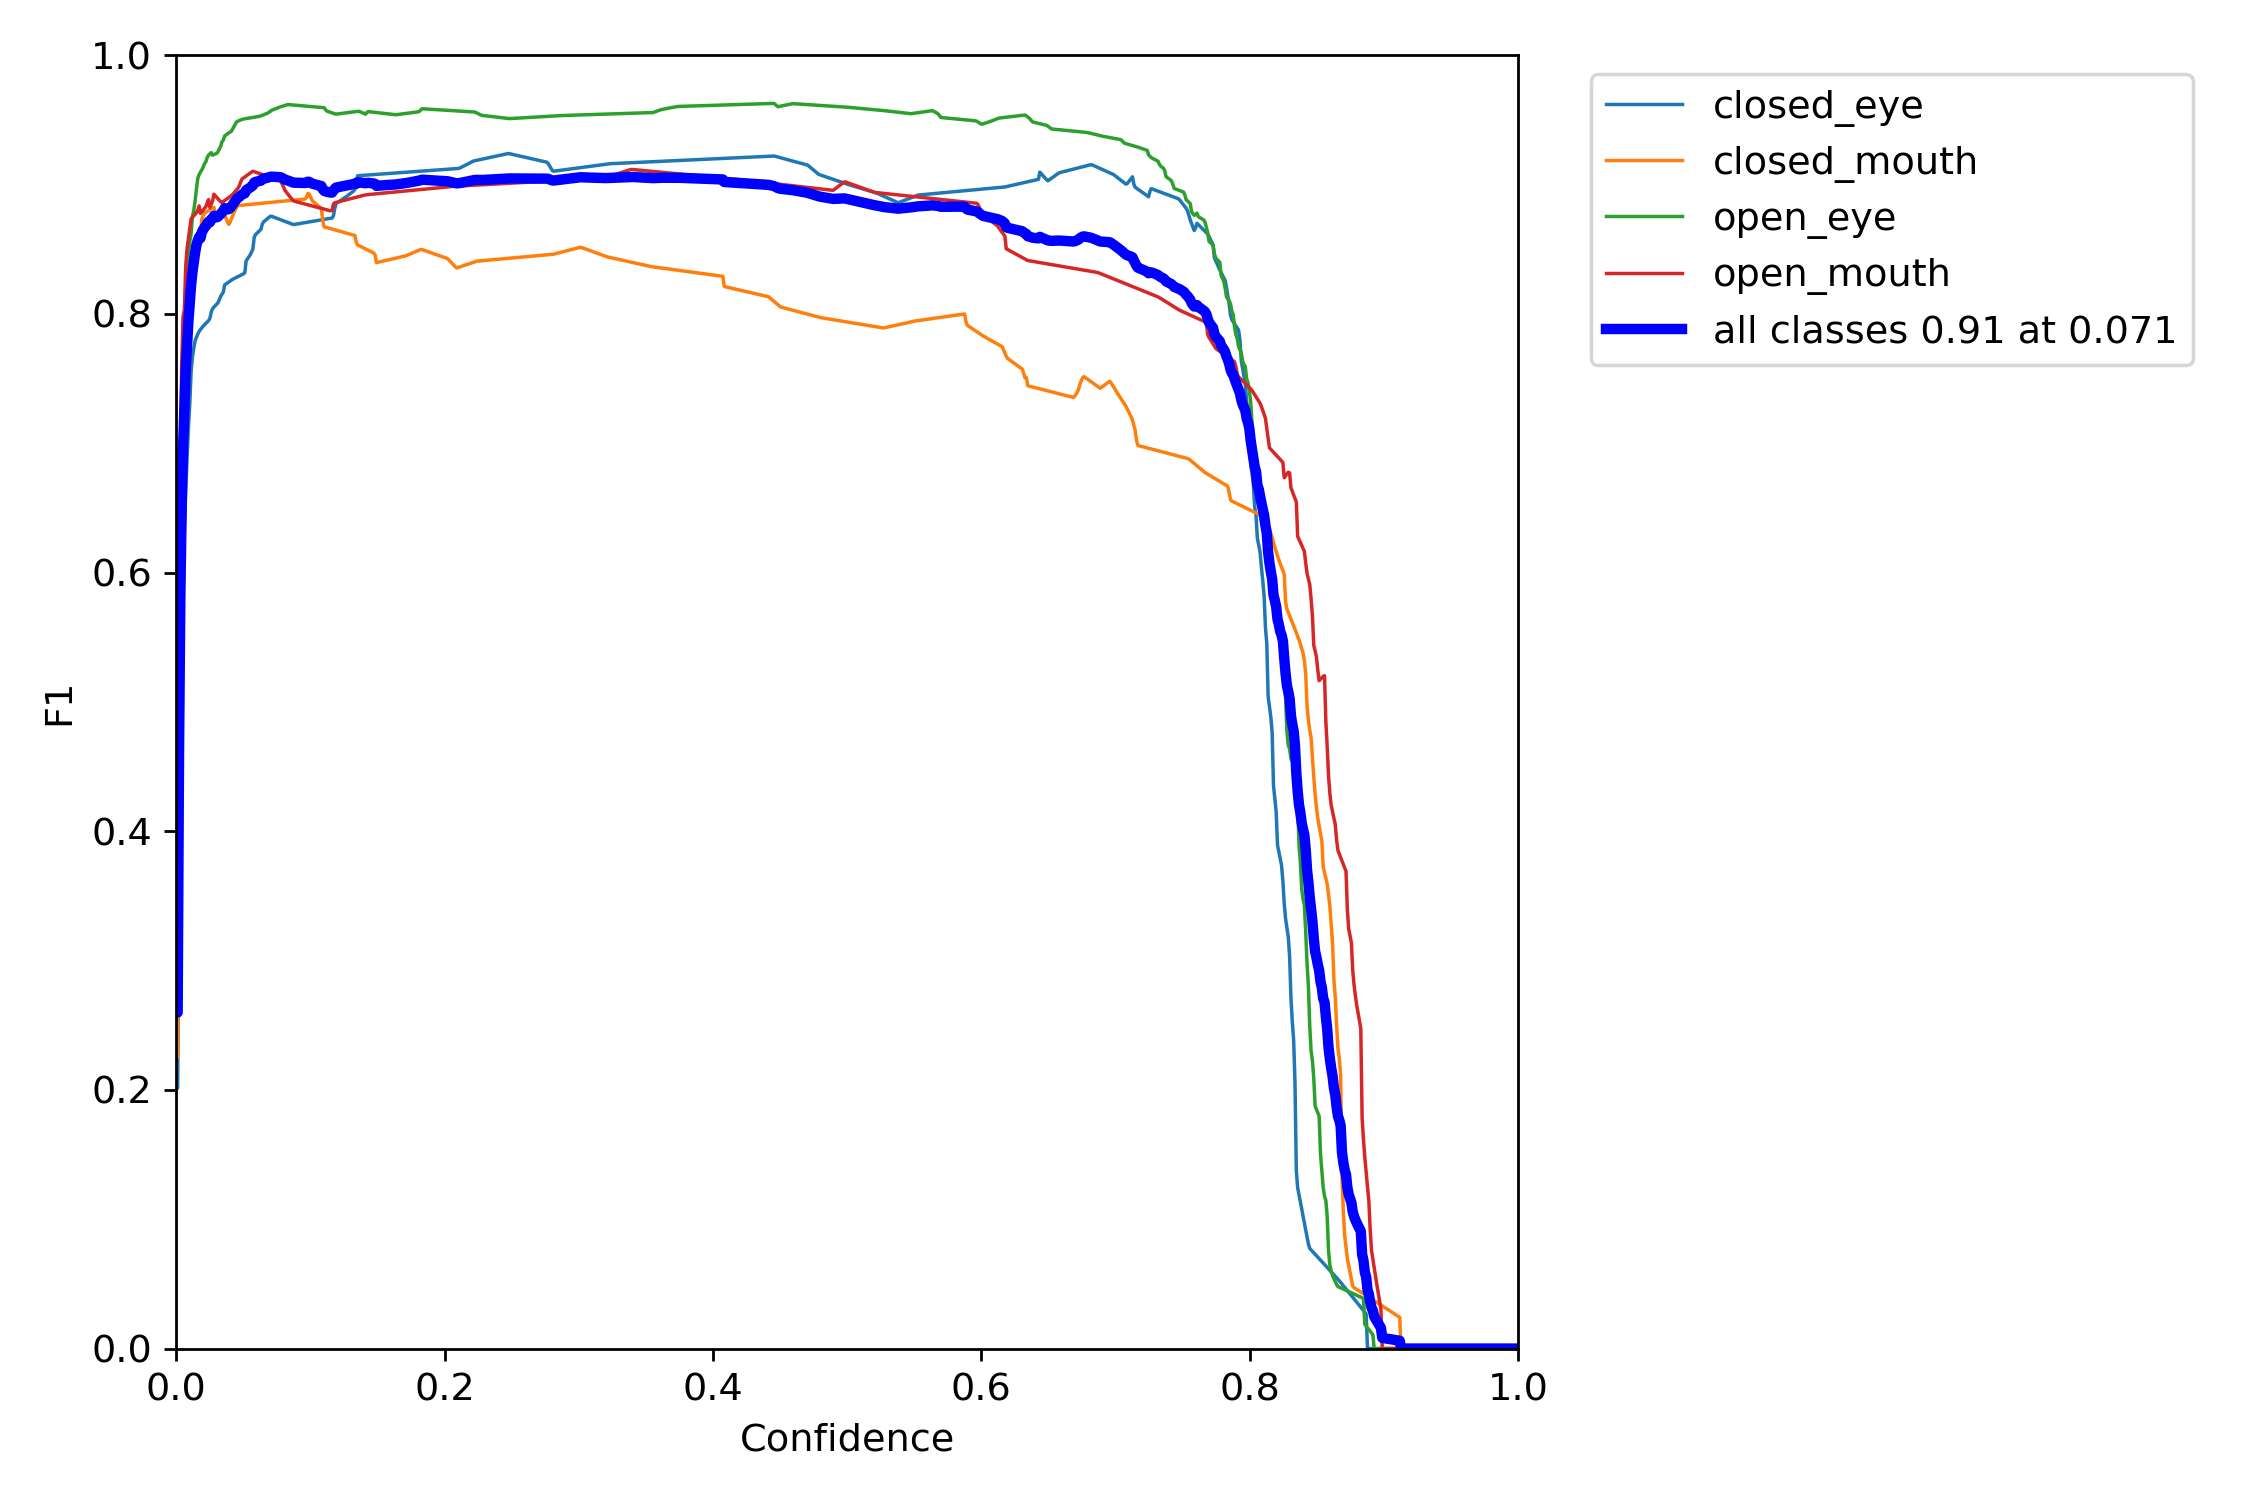 1.0
0.8
0.6
0.4
0.2
0.0
F1
0.0 0.2 0.4 0.6 0.8 1.0
Confidence
closed_eye
closed_mouth
open_eye
open_mouth
all classes 0.91 at 0.071